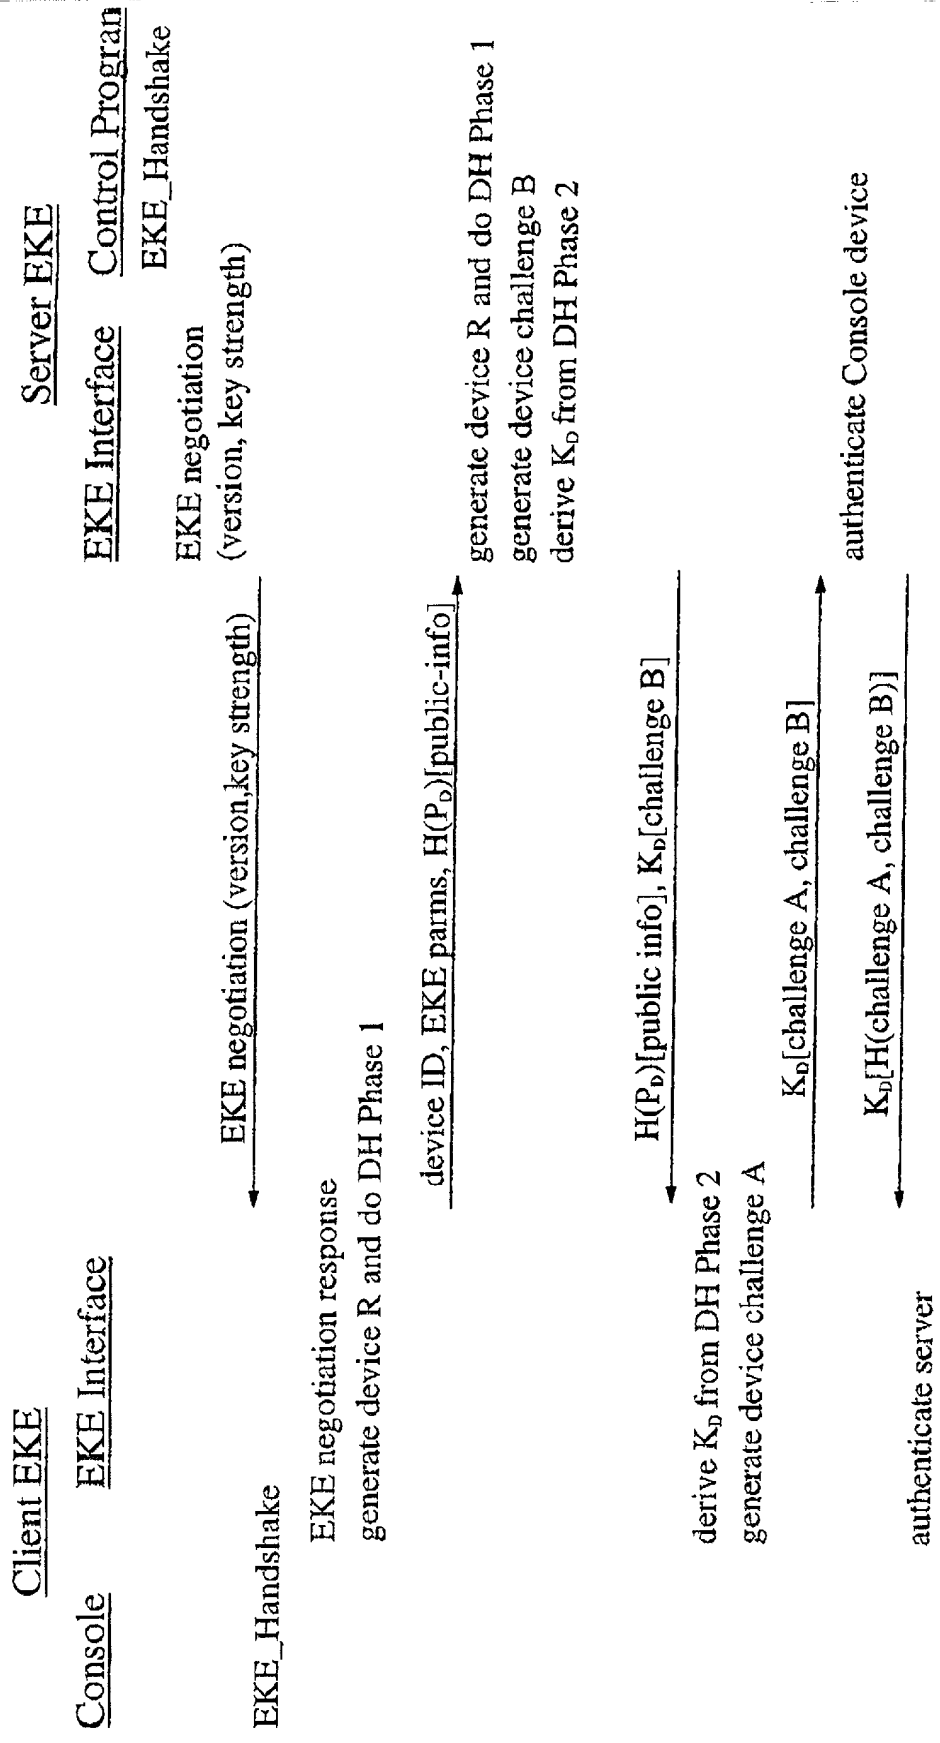 Client EKE
Server EKE
Console
EKE Interface
EKE Interface
Control Progran
EKE_Handshake
EKE negotiation
(version, key strength)
EKE negotiation (version,key strength)
EKE_Handshake
EKE negotiation response
generate device R and do DH Phase 1
device ID, EKE parms, H(P_D)[public-info]
generate device R and do DH Phase 1
generate device challenge B
derive K_D from DH Phase 2
H(P_D)[public info], K_D[challenge B]
derive K_D from DH Phase 2
generate device challenge A
K_D[challenge A, challenge B]
authenticate Console device
K_D[H(challenge A, challenge B)]
authenticate server